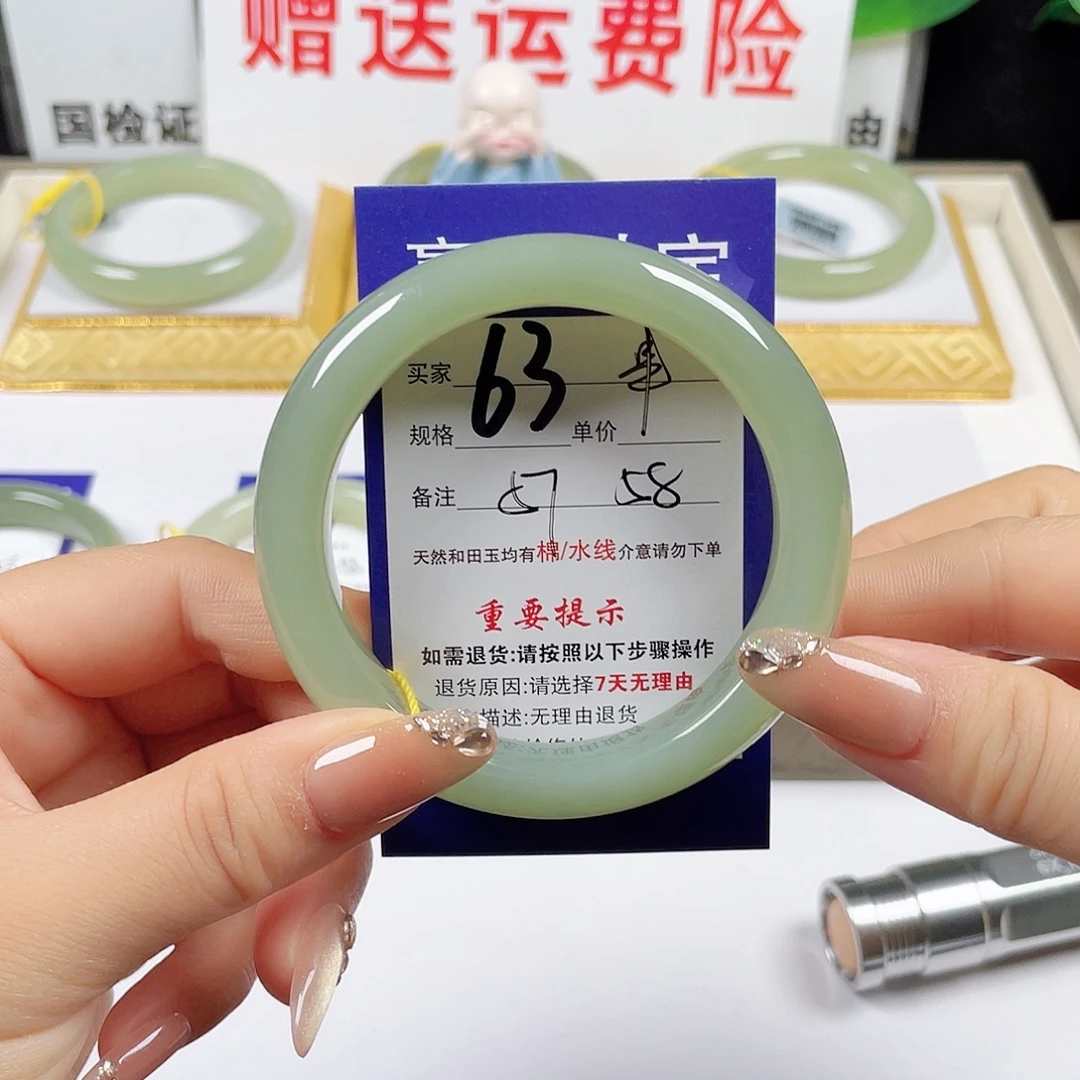 赠送运费险
国检证
由
买家 63
规格 单价
备注 57 58
天然和田玉均有棉/水线介意请勿下单
重要提示
如需退货:请按照以下步骤操作
退货原因:请选择7天无理由
描述:无理由退货